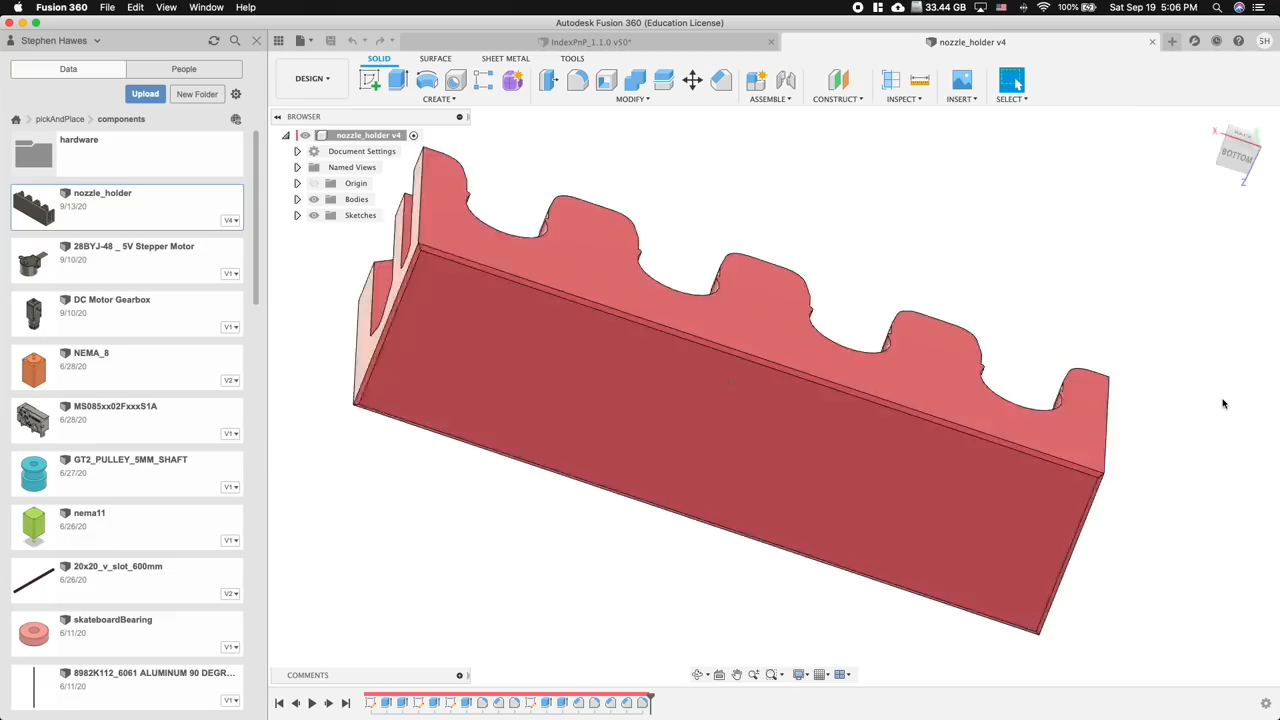 Fusion 360 File Edit View Window Help 33.44 GB 100% Sat Sep 19 5:06 PM
Autodesk Fusion 360 (Education License)
Stephen Hawes
IndexPnP_1.1.0 v50*
nozzle_holder v4
SH
Data People
Upload New Folder
pickAndPlace components
hardware
nozzle_holder
9/13/20
V4
28BYJ-48 _ 5V Stepper Motor
9/10/20
V1
DC Motor Gearbox
9/10/20
V1
NEMA_8
6/28/20
V2
MS085xx02FxxxS1A
6/28/20
V1
GT2_PULLEY_5MM_SHAFT
6/27/20
V1
nema11
6/26/20
V1
20x20_v_slot_600mm
6/26/20
V2
skateboardBearing
6/11/20
V1
8982K112_6061 ALUMINUM 90 DEGR...
6/11/20
V1
DESIGN
SOLID SURFACE SHEET METAL TOOLS
CREATE MODIFY ASSEMBLE CONSTRUCT INSPECT INSERT SELECT
BROWSER
nozzle_holder v4
Document Settings
Named Views
Origin
Bodies
Sketches
X
BACK
BOTTOM
Z
COMMENTS